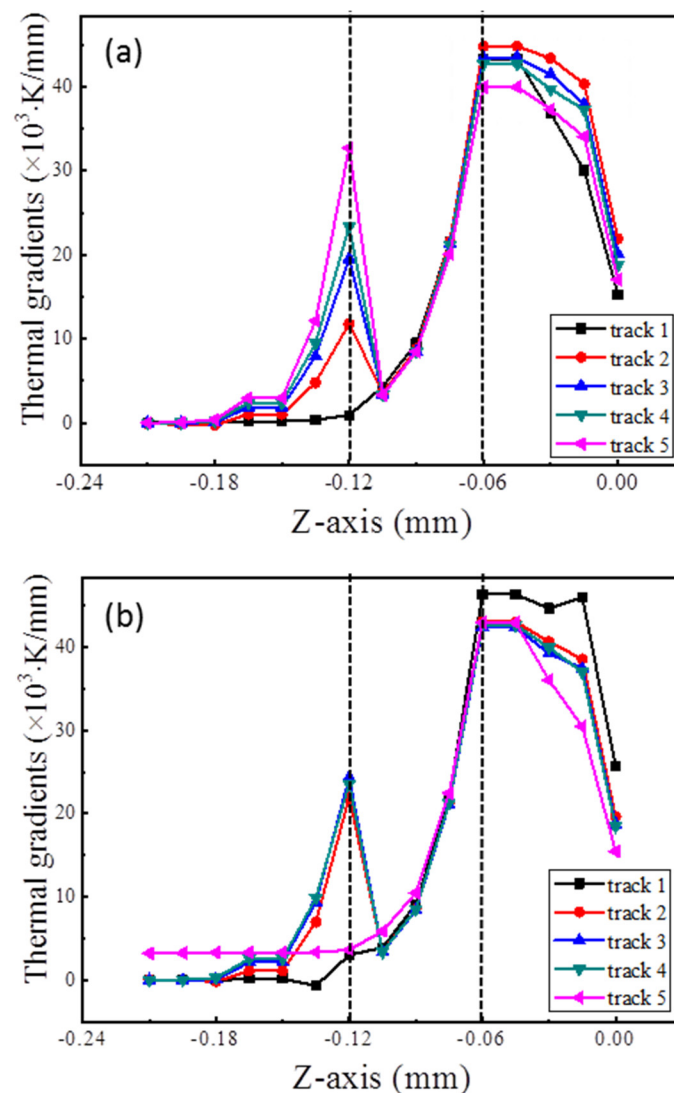 (a)
Thermal gradients (×10³·K/mm)
40
30
20
10
0
track 1
track 2
track 3
track 4
track 5
-0.24
-0.18
-0.12
-0.06
0.00
Z-axis (mm)
(b)
Thermal gradients (×10³·K/mm)
40
30
20
10
0
track 1
track 2
track 3
track 4
track 5
-0.24
-0.18
-0.12
-0.06
0.00
Z-axis (mm)